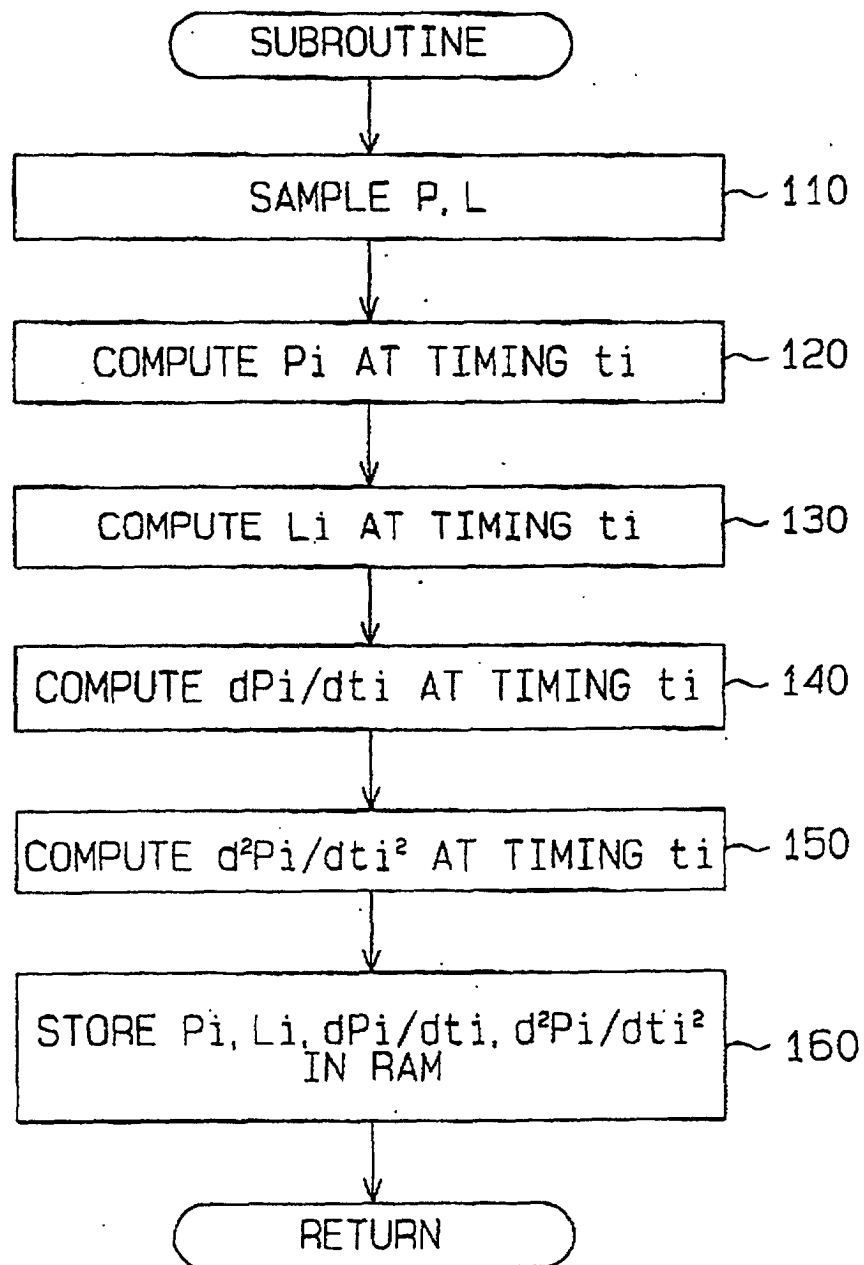 SUBROUTINE
SAMPLE P, L
110
COMPUTE Pi AT TIMING ti
120
COMPUTE Li AT TIMING ti
130
COMPUTE dPi/dti AT TIMING ti
140
COMPUTE d²Pi/dti² AT TIMING ti
150
STORE Pi, Li, dPi/dti, d²Pi/dti²
IN RAM
160
RETURN